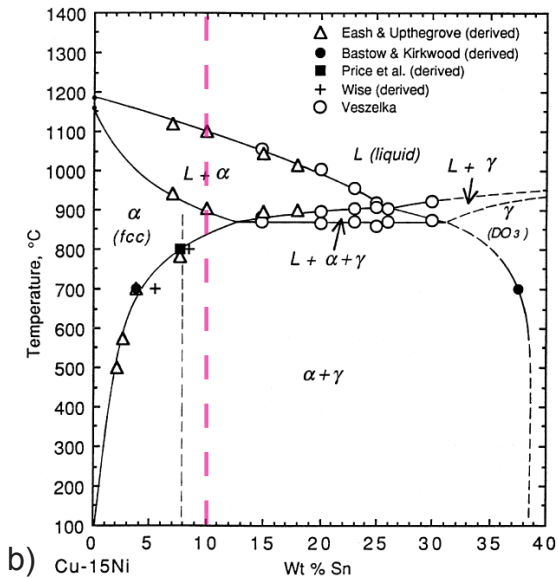 1400
1300
1200
1100
1000
900
800
700
600
500
400
300
200
100
Temperature, °C
Eash & Upthegrove (derived)
Bastow & Kirkwood (derived)
Price et al. (derived)
Wise (derived)
Veszelka
L (liquid)
L + γ
L + α
α
(fcc)
γ
(DO3)
L + α+γ
α+γ
0 5 10 15 20 25 30 35 40
b) Cu-15Ni Wt % Sn